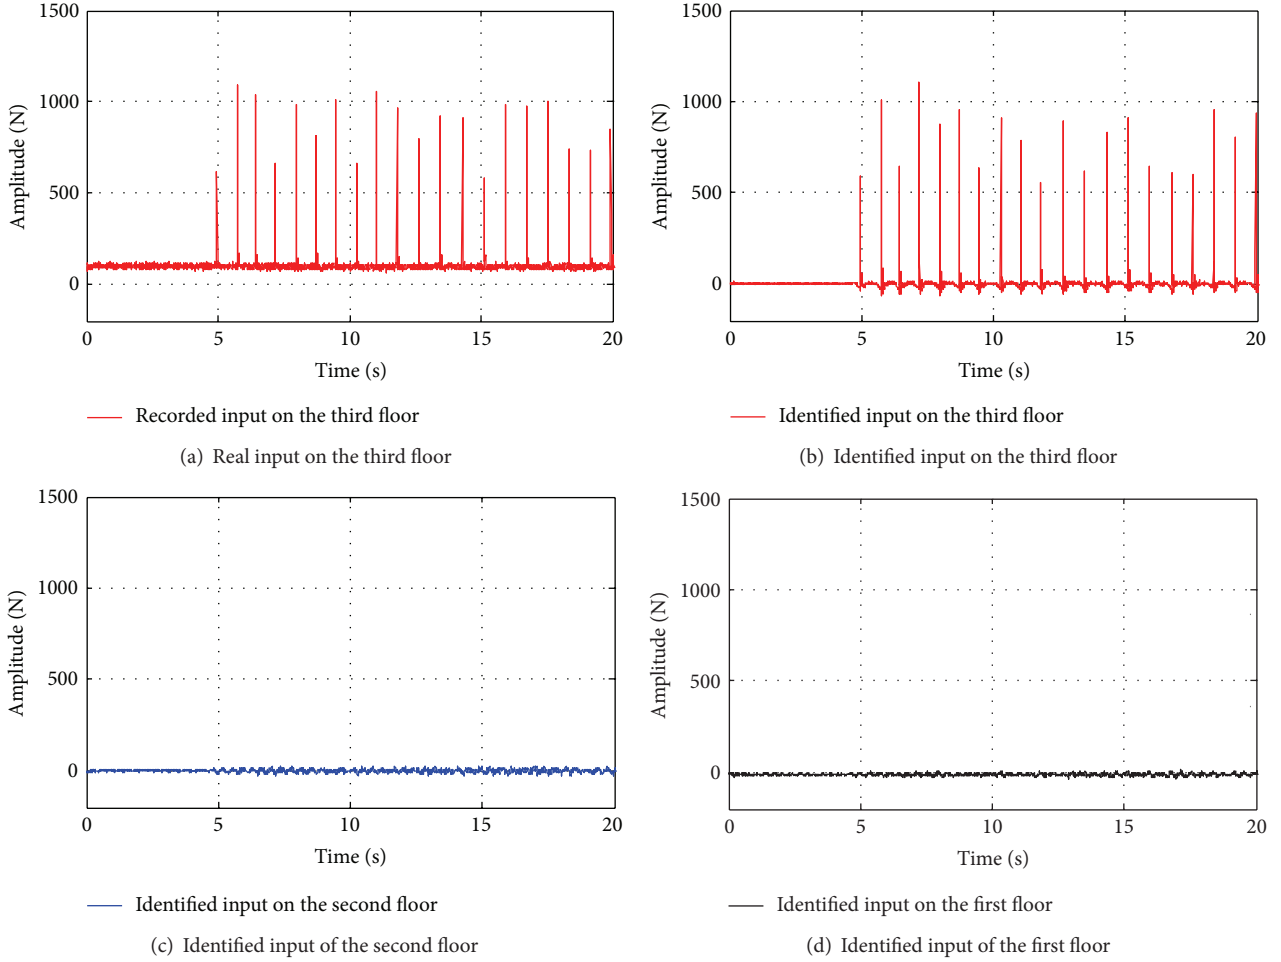 1500
1000
500
0
Amplitude (N)
0
5
10
15
20
Time (s)
Recorded input on the third floor
(a) Real input on the third floor
1500
1000
500
0
Amplitude (N)
0
5
10
15
20
Time (s)
Identified input on the third floor
(b) Identified input on the third floor
1500
1000
500
0
Amplitude (N)
0
5
10
15
20
Time (s)
Identified input on the second floor
(c) Identified input of the second floor
1500
1000
500
0
Amplitude (N)
0
5
10
15
20
Time (s)
Identified input on the first floor
(d) Identified input of the first floor